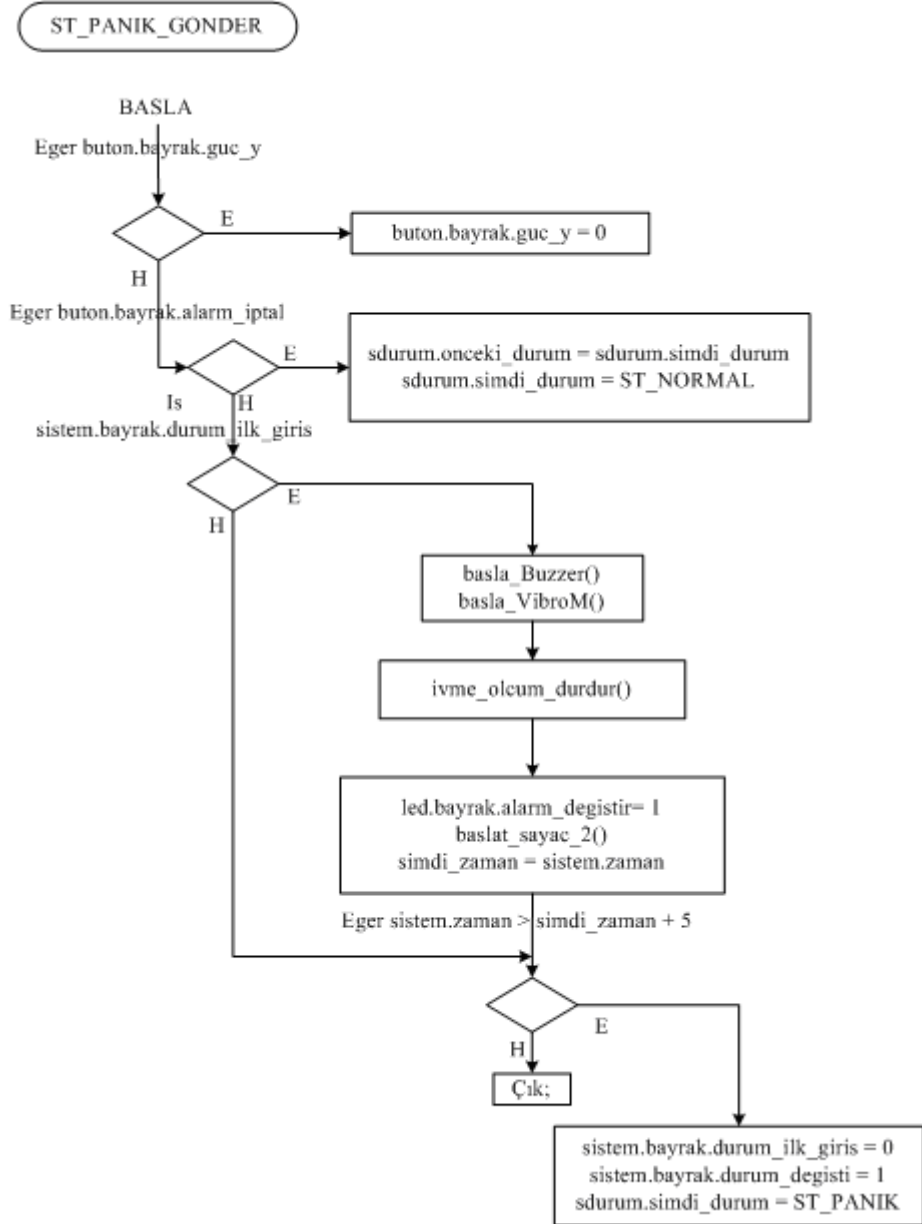 ST_PANIK_GONDER
BASLA
Eger buton.bayrak.guc_y
E
buton.bayrak.guc_y = 0
H
Eger buton.bayrak.alarm_iptal
E
sdurum.onceki_durum = sdurum.simdi_durum
sdurum.simdi_durum = ST_NORMAL
H
Is
sistem.bayrak.durum_ilk_giris
E
H
basla_Buzzer()
basla_VibroM()
ivme_olcum_durdur()
led.bayrak.alarm_degistir= 1
baslat_sayac_2()
simdi_zaman = sistem.zaman
Eger sistem.zaman > simdi_zaman + 5
E
H
Çık;
sistem.bayrak.durum_ilk_giris = 0
sistem.bayrak.durum_degisti = 1
sdurum.simdi_durum = ST_PANIK